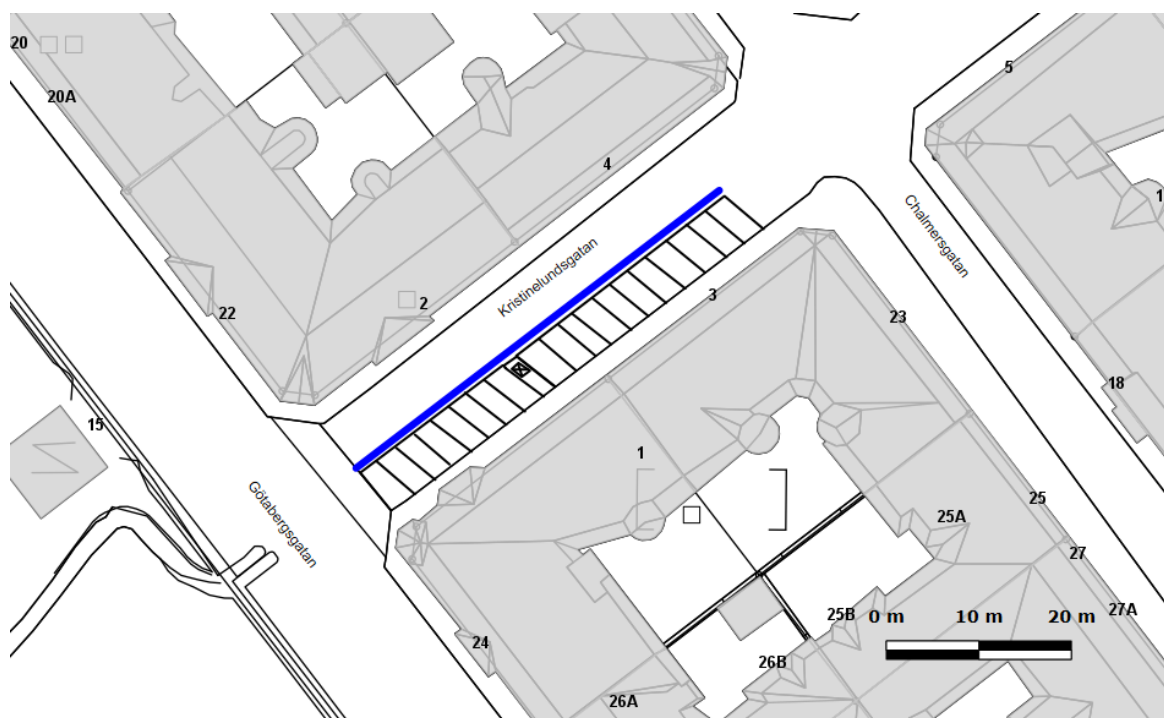 20
5
20A
4
1
Chalmersgatan
Kristinelundsgatan
3
2
22
23
18
15
1
Götabergsgatan
25
25A
27
0 m 10 m 20 m
25B
27A
24
26B
26A